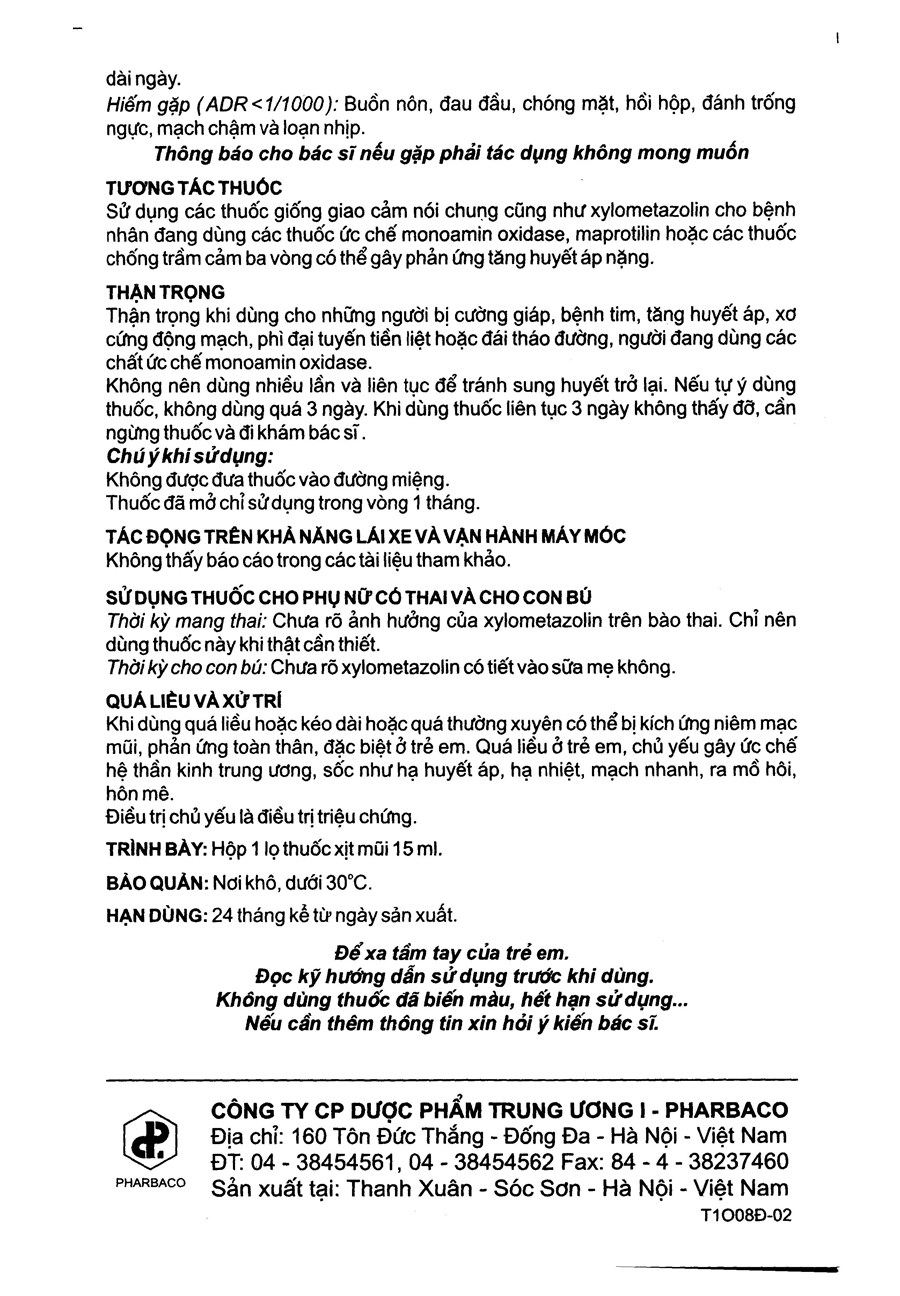 dài ngày.
Hiếm gặp (ADR<1/1000): Buồn nôn, đau đầu, chóng mặt, hồi hộp, đánh trống
ngực, mạch chậm và loạn nhịp.
Thông báo cho bác sĩ nếu gặp phải tác dụng không mong muốn
TƯƠNG TÁC THUỐC
Sử dụng các thuốc giống giao cảm nói chung cũng như xylometazolin cho bệnh
nhân đang dùng các thuốc ức chế monoamin oxidase, maprotilin hoặc các thuốc
chống trầm cảm ba vòng có thể gây phản ứng tăng huyết áp nặng.
THẬN TRỌNG
Thận trọng khi dùng cho những người bị cường giáp, bệnh tim, tăng huyết áp, xơ
cứng động mạch, phì đại tuyến tiền liệt hoặc đái tháo đường, người đang dùng các
chất ức chế monoamin oxidase.
Không nên dùng nhiều lần và liên tục để tránh sung huyết trở lại. Nếu tự ý dùng
thuốc, không dùng quá 3 ngày. Khi dùng thuốc liên tục 3 ngày không thấy đỡ, cần
ngừng thuốc và đi khám bác sĩ.
Chú ý khi sử dụng:
Không được đưa thuốc vào đường miệng.
Thuốc đã mở chỉ sử dụng trong vòng 1 tháng.
TÁC ĐỘNG TRÊN KHẢ NĂNG LÁI XE VÀ VẬN HÀNH MÁY MÓC
Không thấy báo cáo trong các tài liệu tham khảo.
SỬ DỤNG THUỐC CHO PHỤ NỮ CÓ THAI VÀ CHO CON BÚ
Thời kỳ mang thai: Chưa rõ ảnh hưởng của xylometazolin trên bào thai. Chỉ nên
dùng thuốc này khi thật cần thiết.
Thời kỳ cho con bú: Chưa rõ xylometazolin có tiết vào sữa mẹ không.
QUÁ LIỀU VÀ XỬ TRÍ
Khi dùng quá liều hoặc kéo dài hoặc quá thường xuyên có thể bị kích ứng niêm mạc
mũi, phản ứng toàn thân, đặc biệt ở trẻ em. Quá liều ở trẻ em, chủ yếu gây ức chế
hệ thần kinh trung ương, sốc như hạ huyết áp, hạ nhiệt, mạch nhanh, ra mồ hôi,
hôn mê.
Điều trị chủ yếu là điều trị triệu chứng.
TRÌNH BÀY: Hộp 1 lọ thuốc xịt mũi 15 ml.
BẢO QUẢN: Nơi khô, dưới 30°C.
HẠN DÙNG: 24 tháng kể từ ngày sản xuất.
Để xa tầm tay của trẻ em.
Đọc kỹ hướng dẫn sử dụng trước khi dùng.
Không dùng thuốc đã biến màu, hết hạn sử dụng...
Nếu cần thêm thông tin xin hỏi ý kiến bác sĩ.
CÔNG TY CP DƯỢC PHẨM TRUNG ƯƠNG I - PHARBACO
Địa chỉ: 160 Tôn Đức Thắng - Đống Đa - Hà Nội - Việt Nam
ĐT: 04 - 38454561, 04 - 38454562 Fax: 84 - 4 - 38237460
PHARBACO
Sản xuất tại: Thanh Xuân - Sóc Sơn - Hà Nội - Việt Nam
T1O08Đ-02